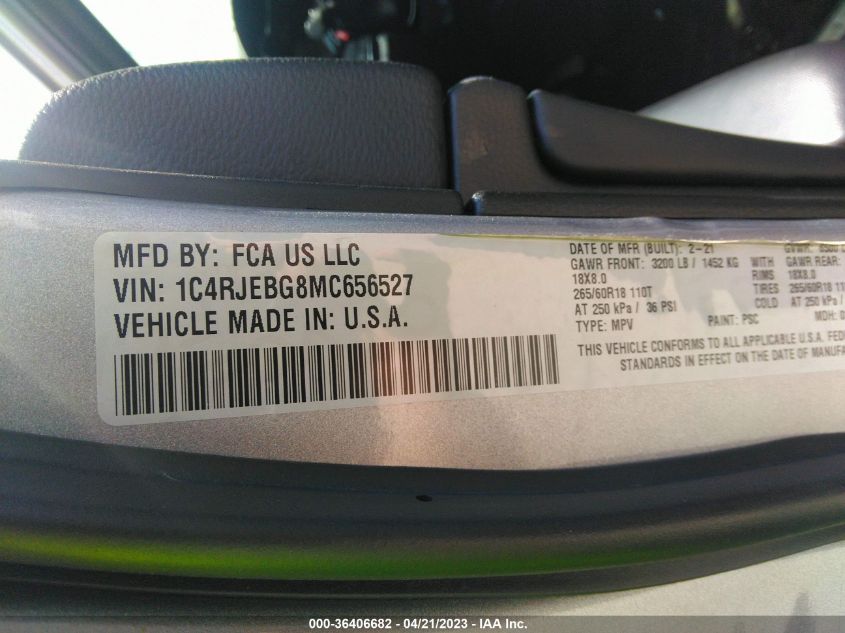 MFD BY: FCA US LLC
VIN: 1C4RJEBG8MC656527
VEHICLE MADE IN: U.S.A.
DATE OF MFR (BUILT): 2-21 GVWR:
GAWR FRONT: 3200 LB / 1452 KG WITH GAWR REAR:
18X8.0 RIMS 18X8.0
265/60R18 110T TIRES 265/60R18
AT 250 kPa / 36 PSI COLD AT 250 kPa /
TYPE: MPV PAINT: PSC MDH:
THIS VEHICLE CONFORMS TO ALL APPLICABLE U.S.A.
STANDARDS IN EFFECT ON THE DATE OF
000-36406682 - 04/21/2023 - IAA Inc.